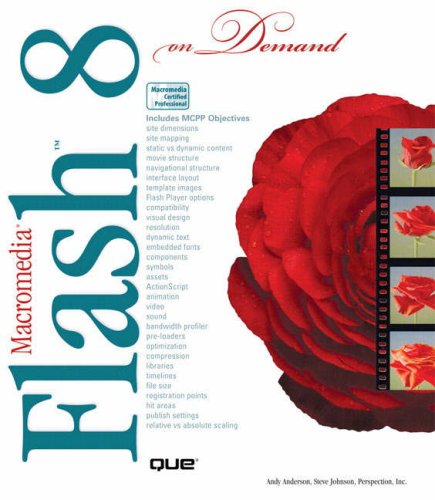 on Demand
Macromedia®
Flash™ 8
Macromedia
Certified
Professional
Includes MCPP Objectives
site dimensions
site mapping
static vs dynamic content
movie structure
navigational structure
interface layout
template images
Flash Player options
compatibility
visual design
resolution
dynamic text
embedded fonts
components
symbols
assets
ActionScript
animation
video
sound
bandwidth profiler
pre-loaders
optimization
compression
libraries
timelines
file size
registration points
hit areas
publish settings
relative vs absolute scaling
QUE®
Andy Anderson, Steve Johnson, Perspection, Inc.